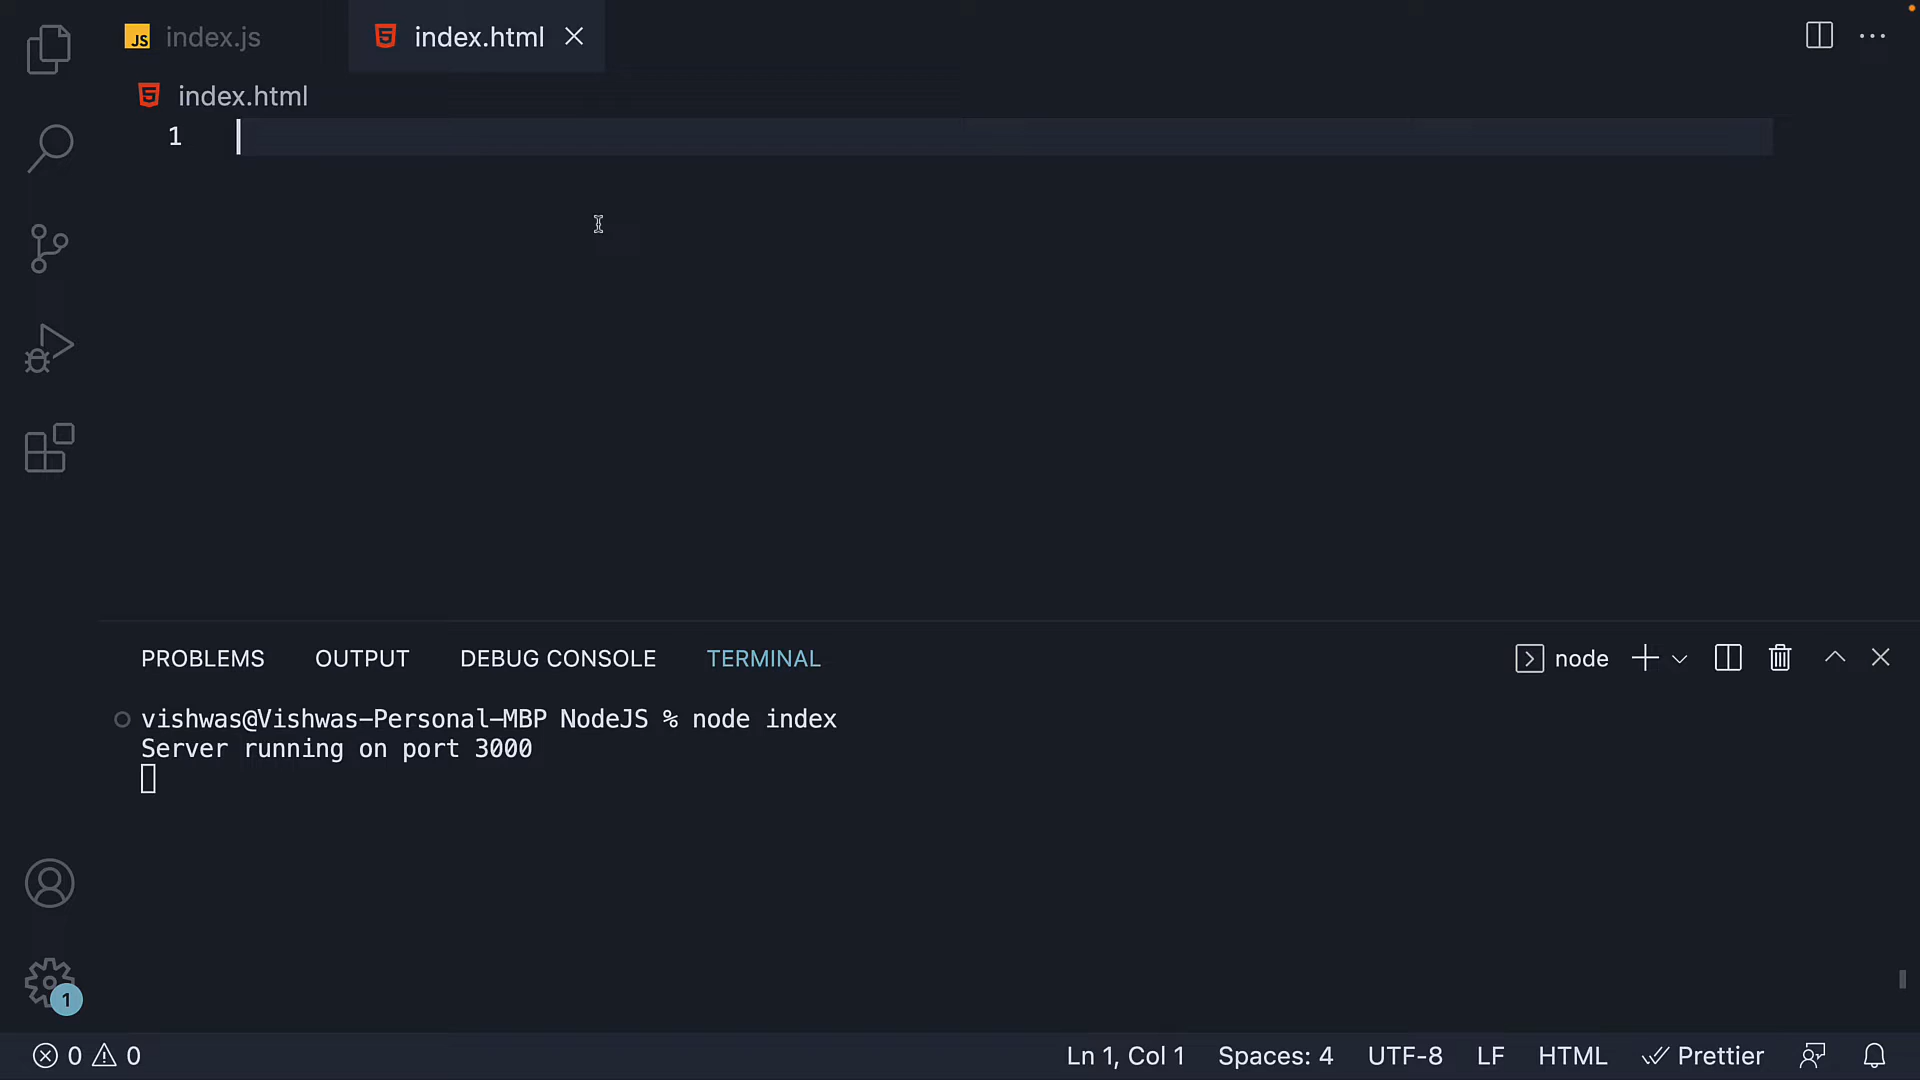 JS index.js
index.html
index.html
1
PROBLEMS OUTPUT DEBUG CONSOLE TERMINAL
node
vishwas@Vishwas-Personal-MBP NodeJS % node index
Server running on port 3000
1
0 0
Ln 1, Col 1 Spaces: 4 UTF-8 LF HTML Prettier